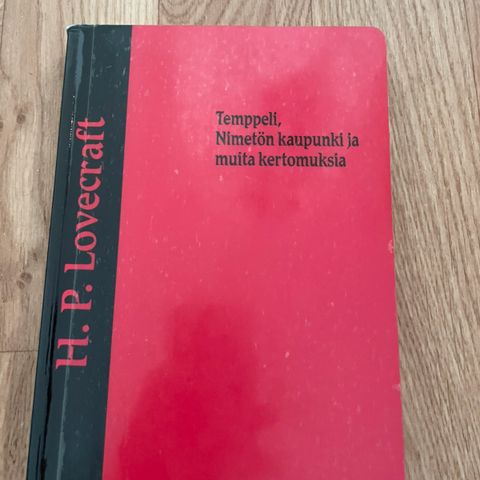 H. P. Lovecraft
Temppeli,
Nimetön kaupunki ja
muita kertomuksia